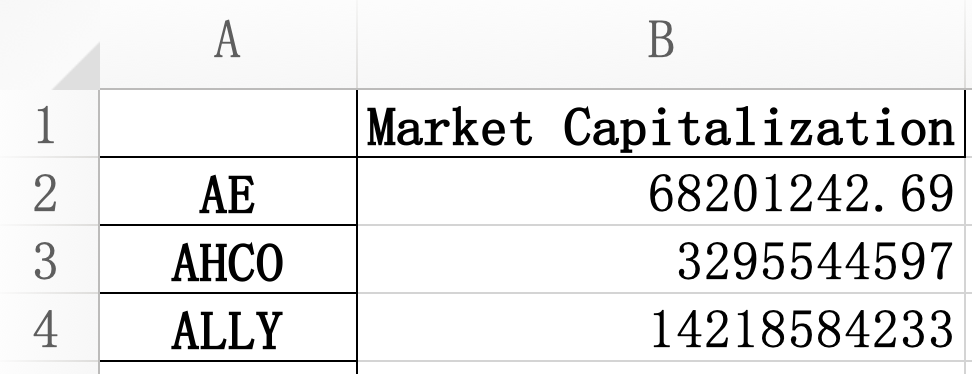 A B
1 Market Capitalization
2 AE 68201242.69
3 AHCO 3295544597
4 ALLY 14218584233